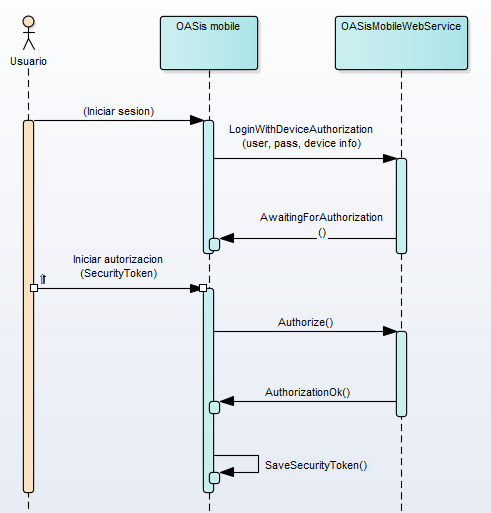 OASis mobile
OASisMobileWebService
Usuario
(Iniciar sesion)
LoginWithDeviceAuthorization
(user, pass, device info)
AwaitingForAuthorization
()
Iniciar autorizacion
(SecurityToken)
Authorize()
AuthorizationOk()
SaveSecurityToken()